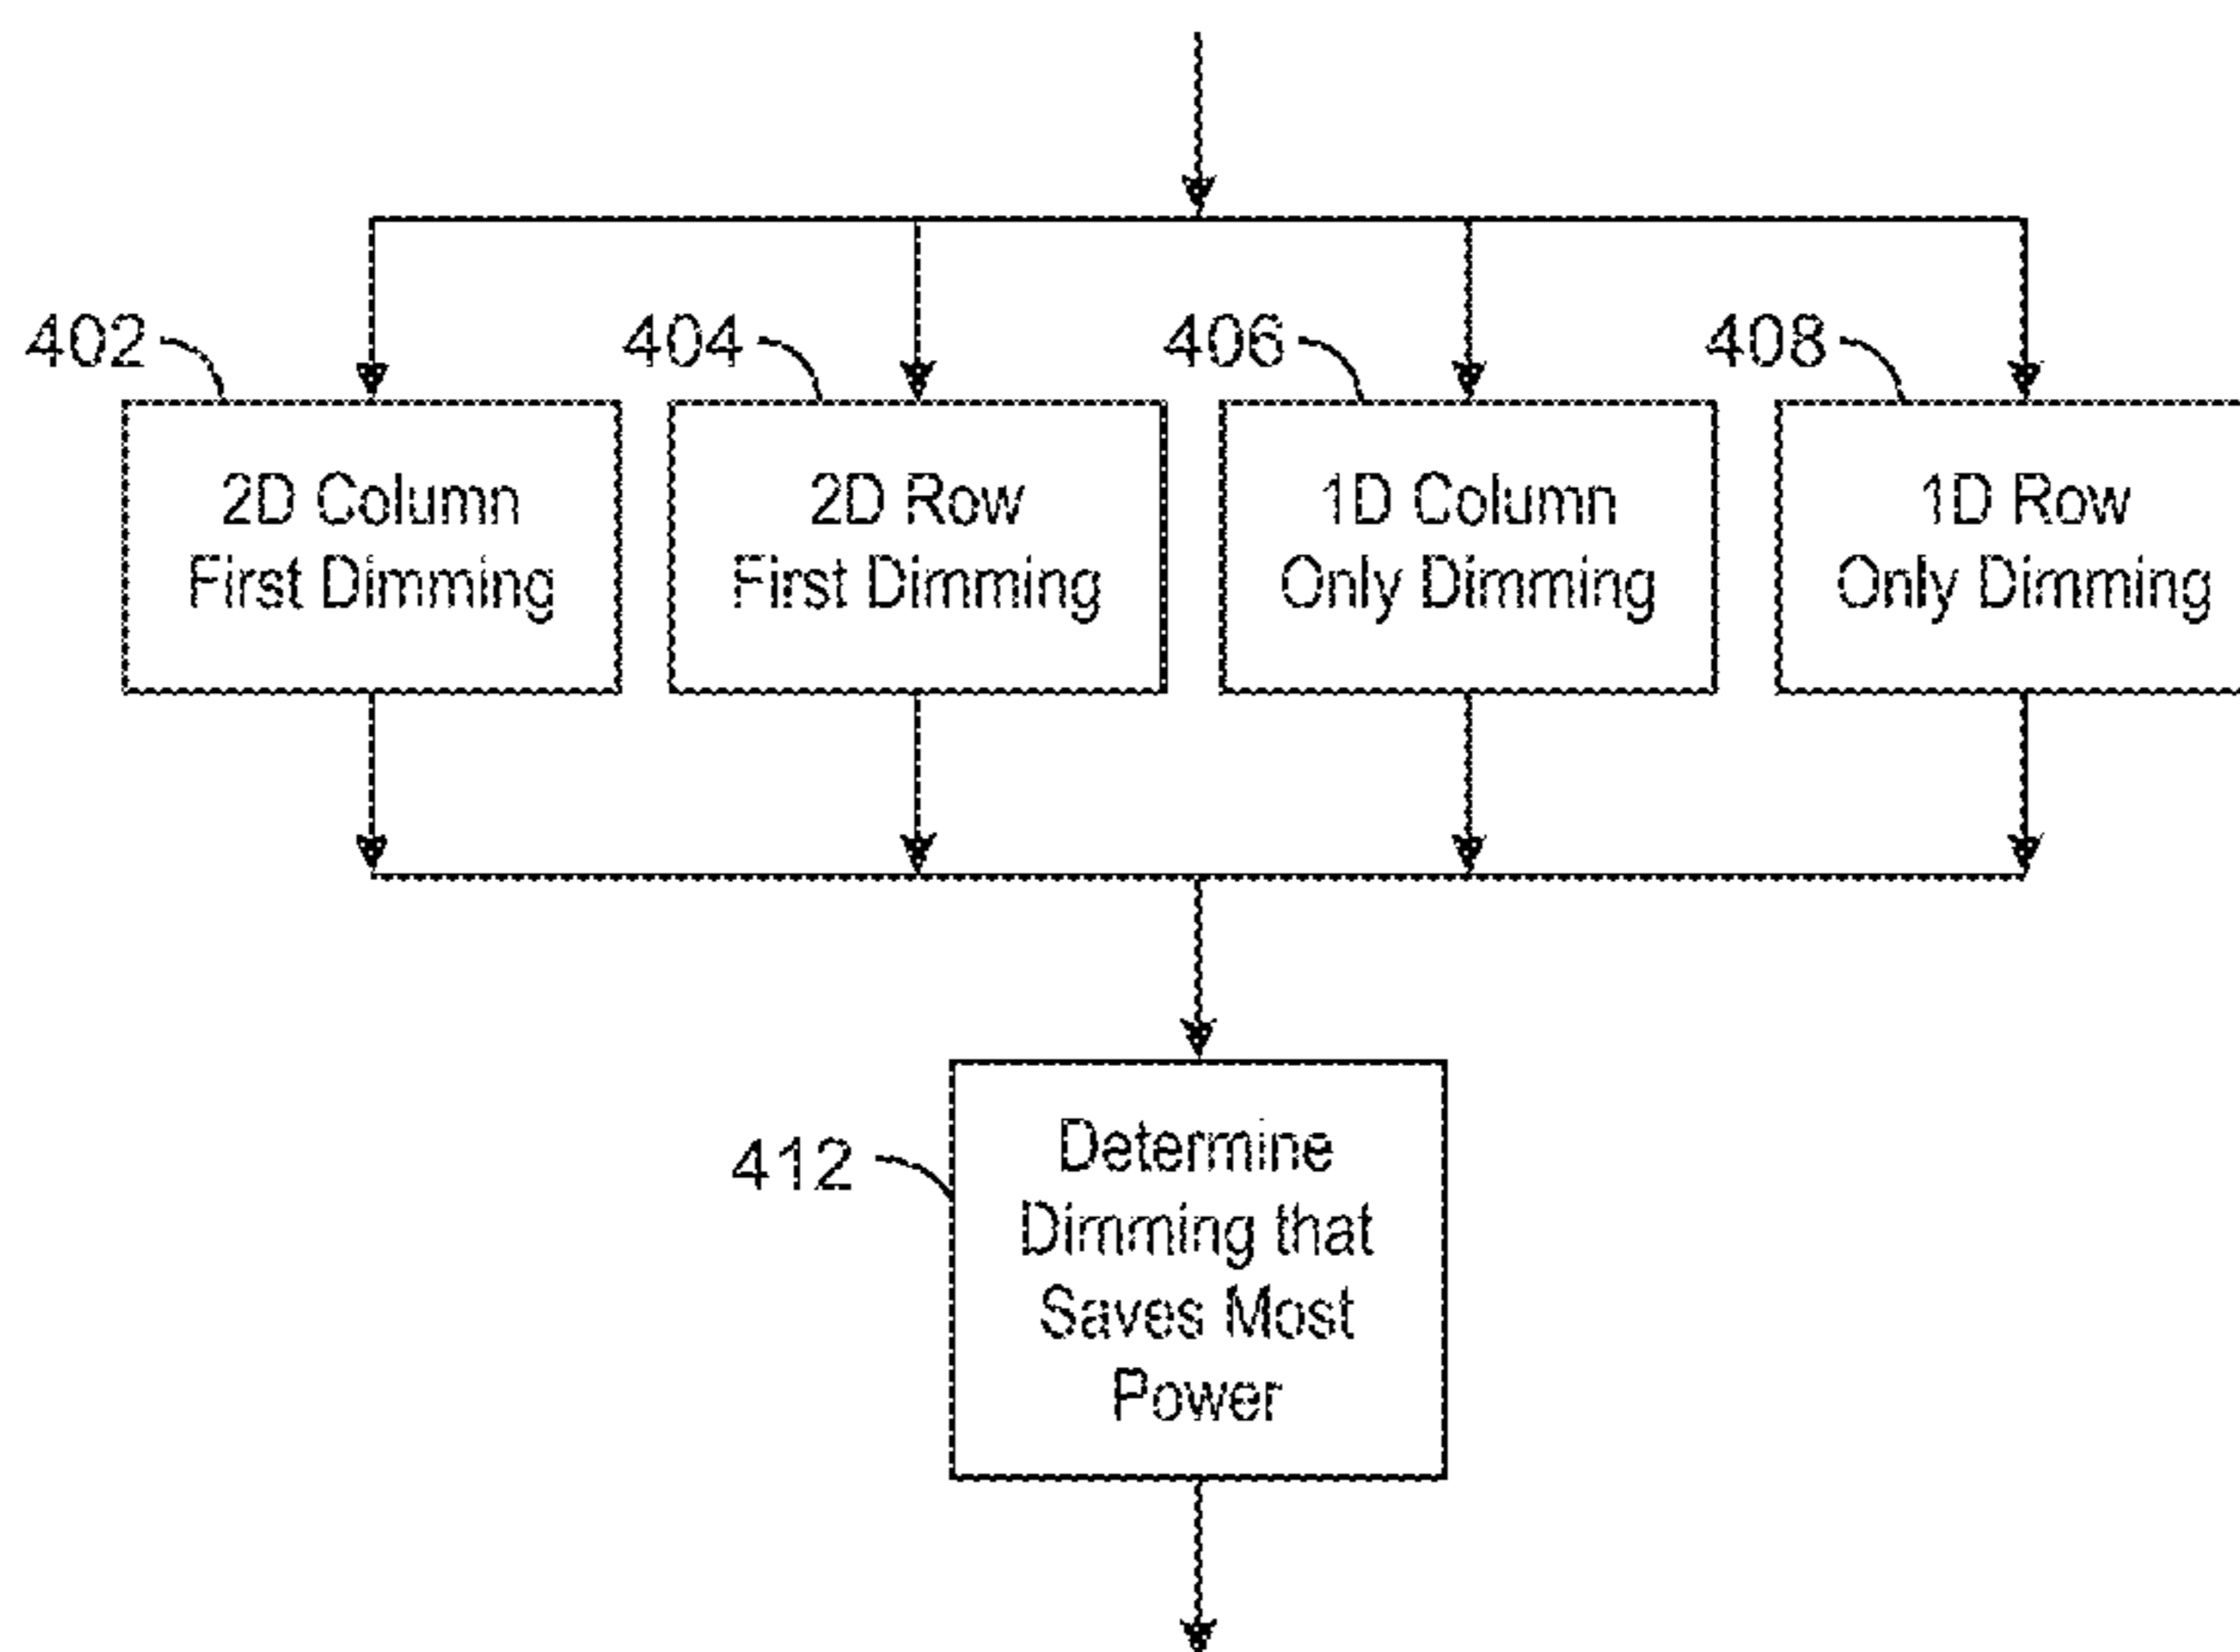 402
404
406
408
2D Column
First Dimming
2D Row
First Dimming
1D Column
Only Dimming
1D Row
Only Dimming
412
Determine
Dimming that
Saves Most
Power